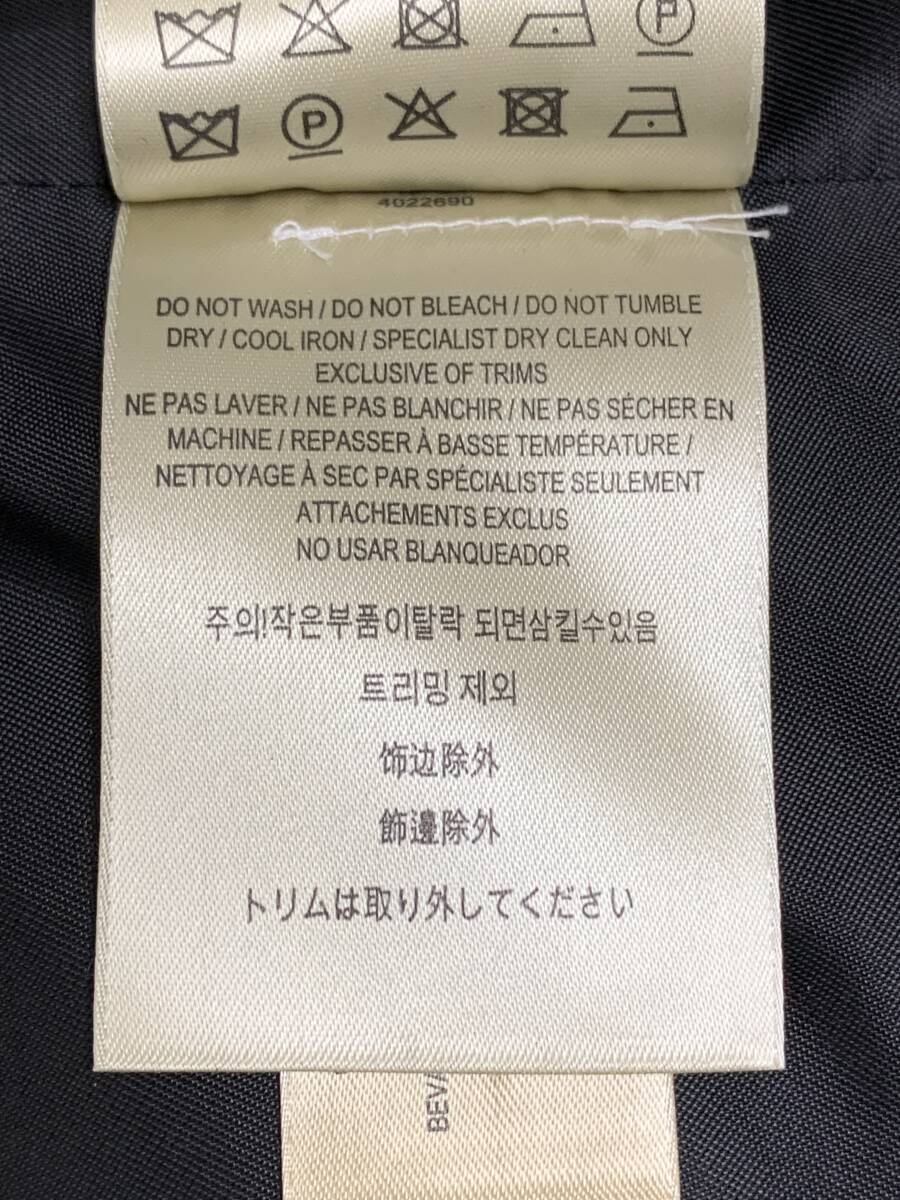 P
P
4022690
DO NOT WASH / DO NOT BLEACH / DO NOT TUMBLE
DRY / COOL IRON / SPECIALIST DRY CLEAN ONLY
EXCLUSIVE OF TRIMS
NE PAS LAVER / NE PAS BLANCHIR / NE PAS SÉCHER EN
MACHINE / REPASSER À BASSE TEMPÉRATURE /
NETTOYAGE À SEC PAR SPÉCIALISTE SEULEMENT
ATTACHEMENTS EXCLUS
NO USAR BLANQUEADOR
주의!작은부품이탈락 되면삼킬수있음
트리밍 제외
饰边除外
飾邊除外
トリムは取り外してください